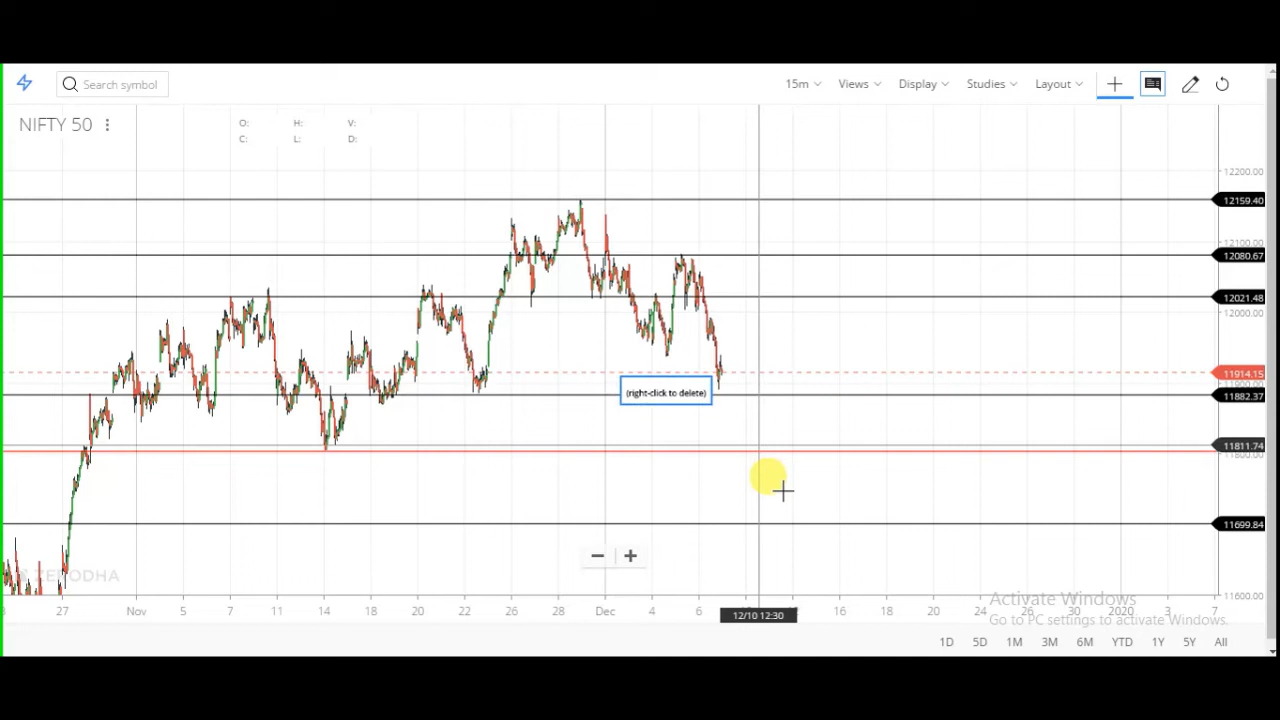 Search symbol 15m Views Display Studies Layout
NIFTY 50 O: H: V:
C: L: D:
12200.00
12159.40
12100.00
12080.67
12021.48
12000.00
11914.15
(right-click to delete)
11882.37
11811.74
11699.84
ZERODHA
11600.00
Activate Windows
27 Nov 5 7 11 14 18 20 22 26 28 Dec 4 6 16 18 20 24 26 30 2020 3 7
12/10 12:30
Go to PC settings to activate Windows.
1D 5D 1M 3M 6M YTD 1Y 5Y All